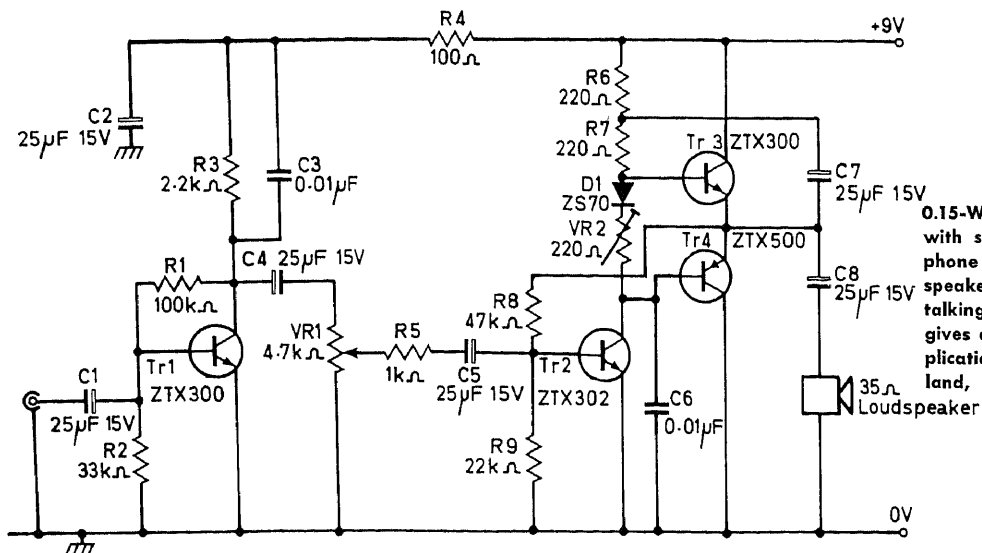 R4
100Ω
+9V
C2
25µF 15V
R3
2.2kΩ
C3
0.01µF
R6
220Ω
R7
220Ω
Tr 3
ZTX300
D1
ZS70
VR2
220Ω
C7
25µF 15V
0.15-W
with s
phone
speake
talking
gives a
plicatio
land,
Tr4
ZTX500
C8
25µF 15V
R1
100kΩ
C4 25µF 15V
VR1
4.7kΩ
R5
1kΩ
C5
25µF 15V
R8
47kΩ
Tr1
ZTX300
Tr2
ZTX302
C1
25µF 15V
R2
33kΩ
R9
22kΩ
C6
0.01µF
35Ω
Loudspeaker
0V